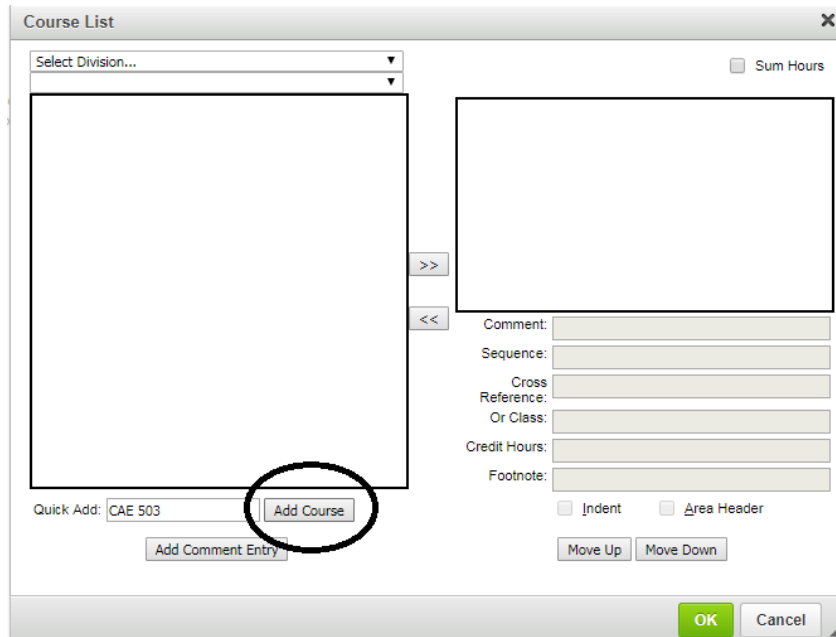 Course List
Select Division...
Sum Hours
>>
<<
Comment:
Sequence:
Cross
Reference:
Or Class:
Credit Hours:
Footnote:
Quick Add: CAE 503 Add Course
Indent Area Header
Add Comment Entry
Move Up Move Down
OK Cancel